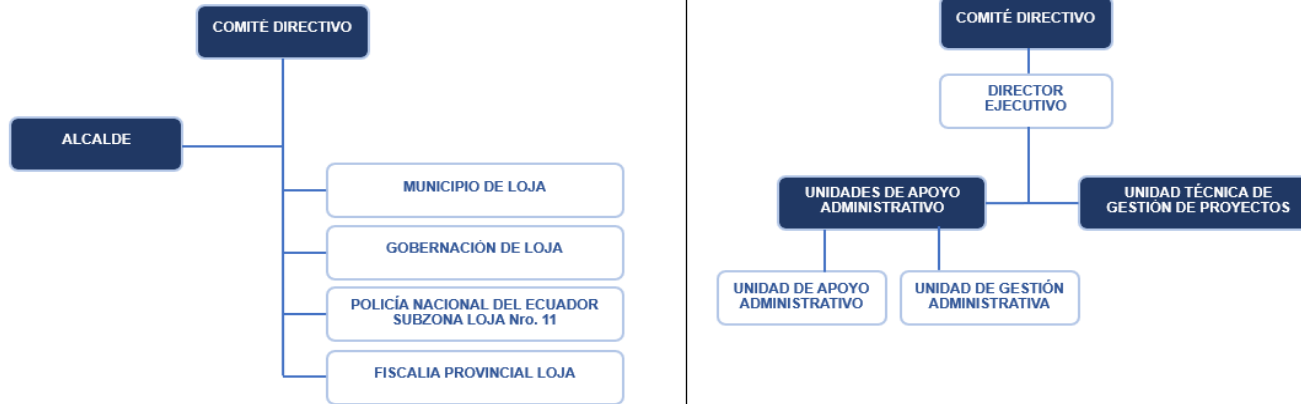 COMITÉ DIRECTIVO
ALCALDE
MUNICIPIO DE LOJA
GOBERNACIÓN DE LOJA
POLICÍA NACIONAL DEL ECUADOR
SUBZONA LOJA Nro. 11
FISCALIA PROVINCIAL LOJA
COMITÉ DIRECTIVO
DIRECTOR
EJECUTIVO
UNIDADES DE APOYO
ADMINISTRATIVO
UNIDAD TÉCNICA DE
GESTIÓN DE PROYECTOS
UNIDAD DE APOYO
ADMINISTRATIVO
UNIDAD DE GESTIÓN
ADMINISTRATIVA